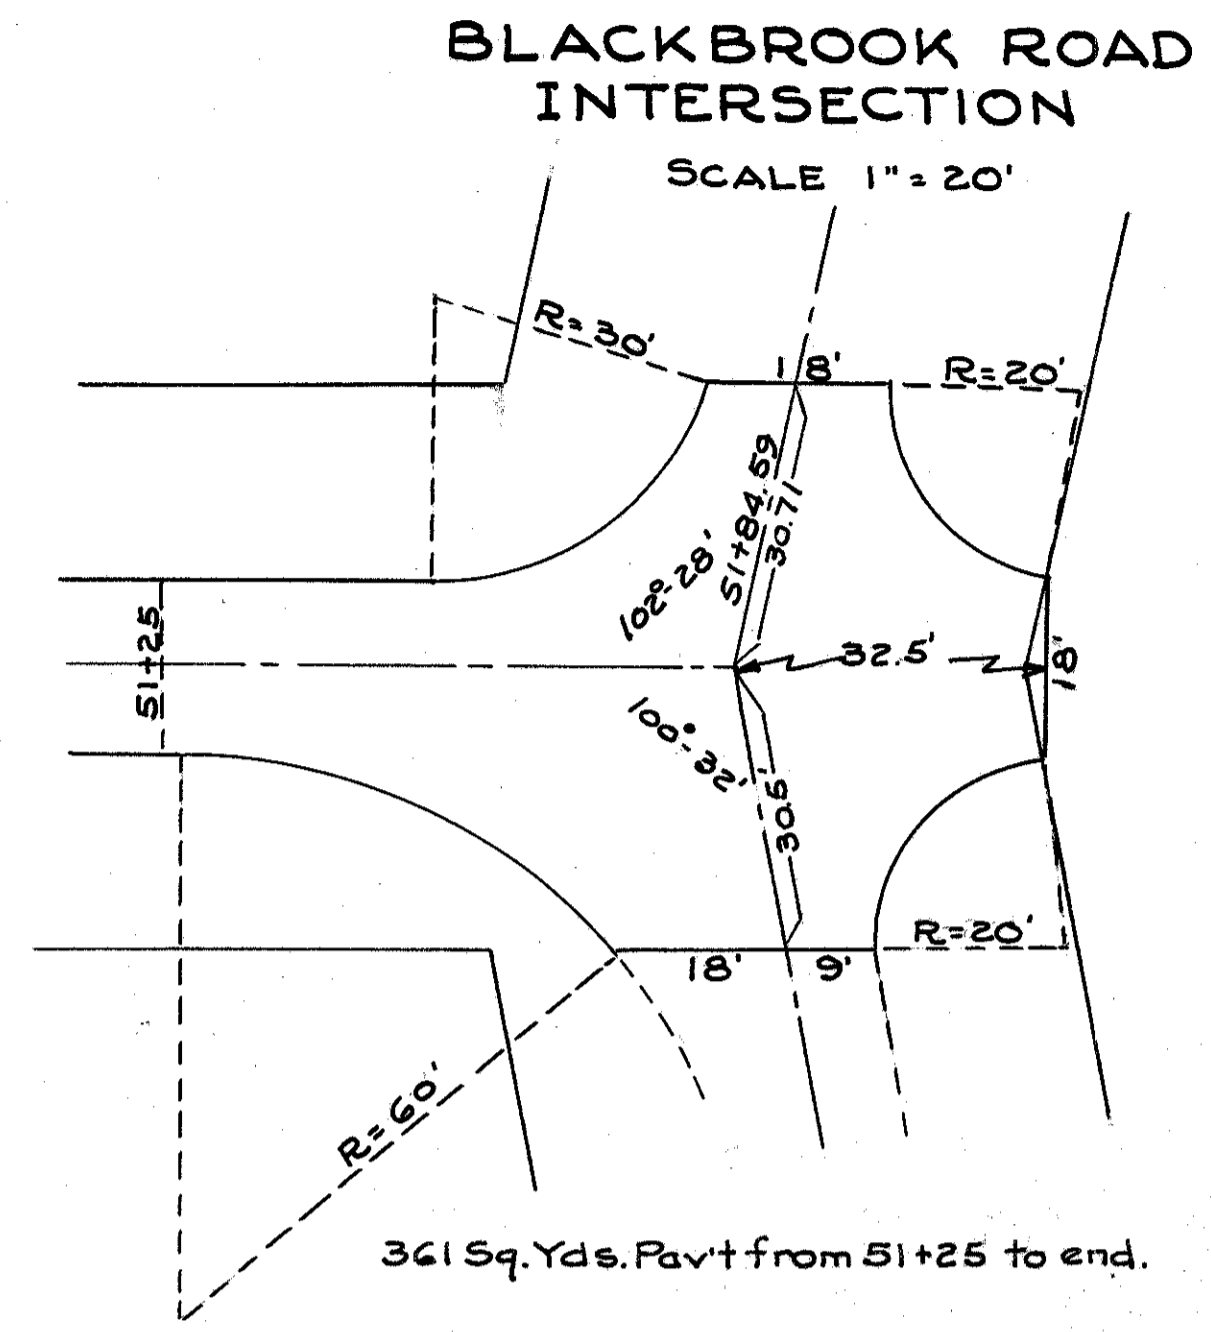 BLACKBROOK ROAD
INTERSECTION
SCALE 1"=20'
R=30'
18'
R=20'
51+84.59
30.71
102°-28'
51+25
32.5'
18'
100°-32'
30.5'
R=20'
18'
9'
R=60'
361 Sq. Yds. Pav't from 51+25 to end.